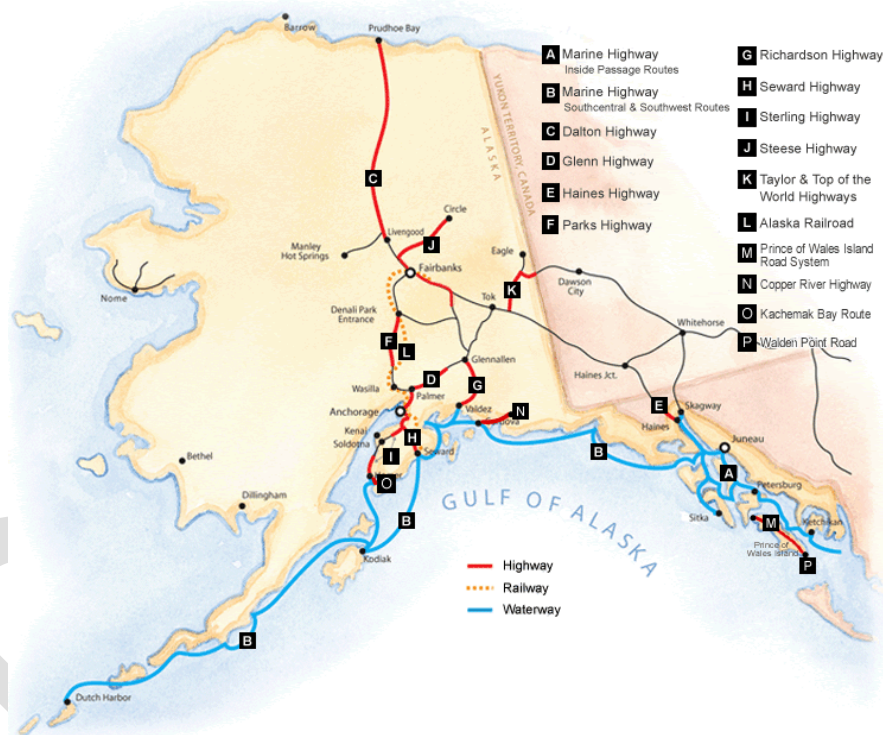 Barrow
Prudhoe Bay
A Marine Highway
Inside Passage Routes
B Marine Highway
Southcentral & Southwest Routes
C Dalton Highway
D Glenn Highway
E Haines Highway
F Parks Highway
G Richardson Highway
H Seward Highway
I Sterling Highway
J Steese Highway
K Taylor & Top of the
World Highways
L Alaska Railroad
M Prince of Wales Island
Road System
N Copper River Highway
O Kachemak Bay Route
P Walden Point Road
YUKON TERRITORY, CANADA
ALASKA
C
Circle
Livengood
J
Manley
Hot Springs
Eagle
Fairbanks
Dawson
City
K
Nome
Tok
Denali Park
Entrance
Whitehorse
F
L
Glennallen
Haines Jct.
D
G
Wasilla
Palmer
E
Skagway
Valdez
N
Anchorage
Haines
Kenai
Soldotna
H
Juneau
I
Seward
B
Bethel
A
O
Petersburg
Dillingham
GULF OF ALASKA
Sitka
M
Ketchikan
B
Prince of
Wales Island
Kodiak
P
Highway
Railway
Waterway
B
Dutch Harbor